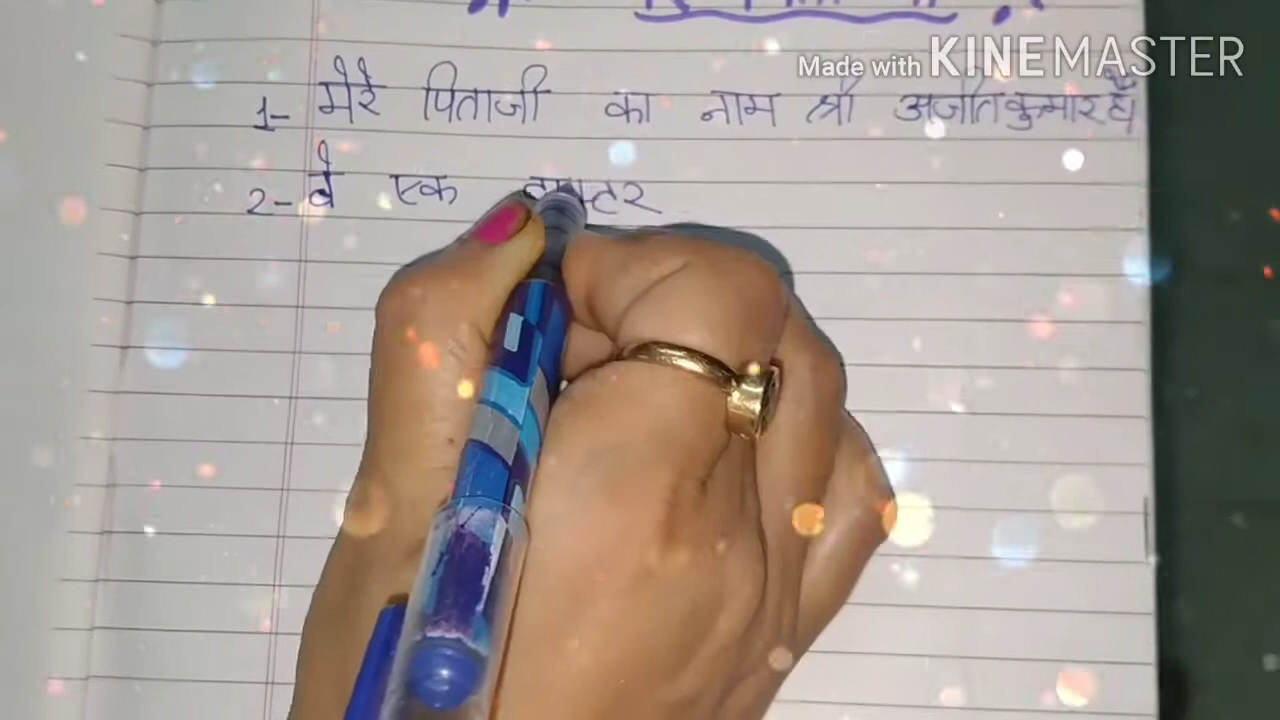 Made with KINEMASTER
1- मेरे पिताजी का नाम श्री अजीतकुमार हैं
2- वे एक